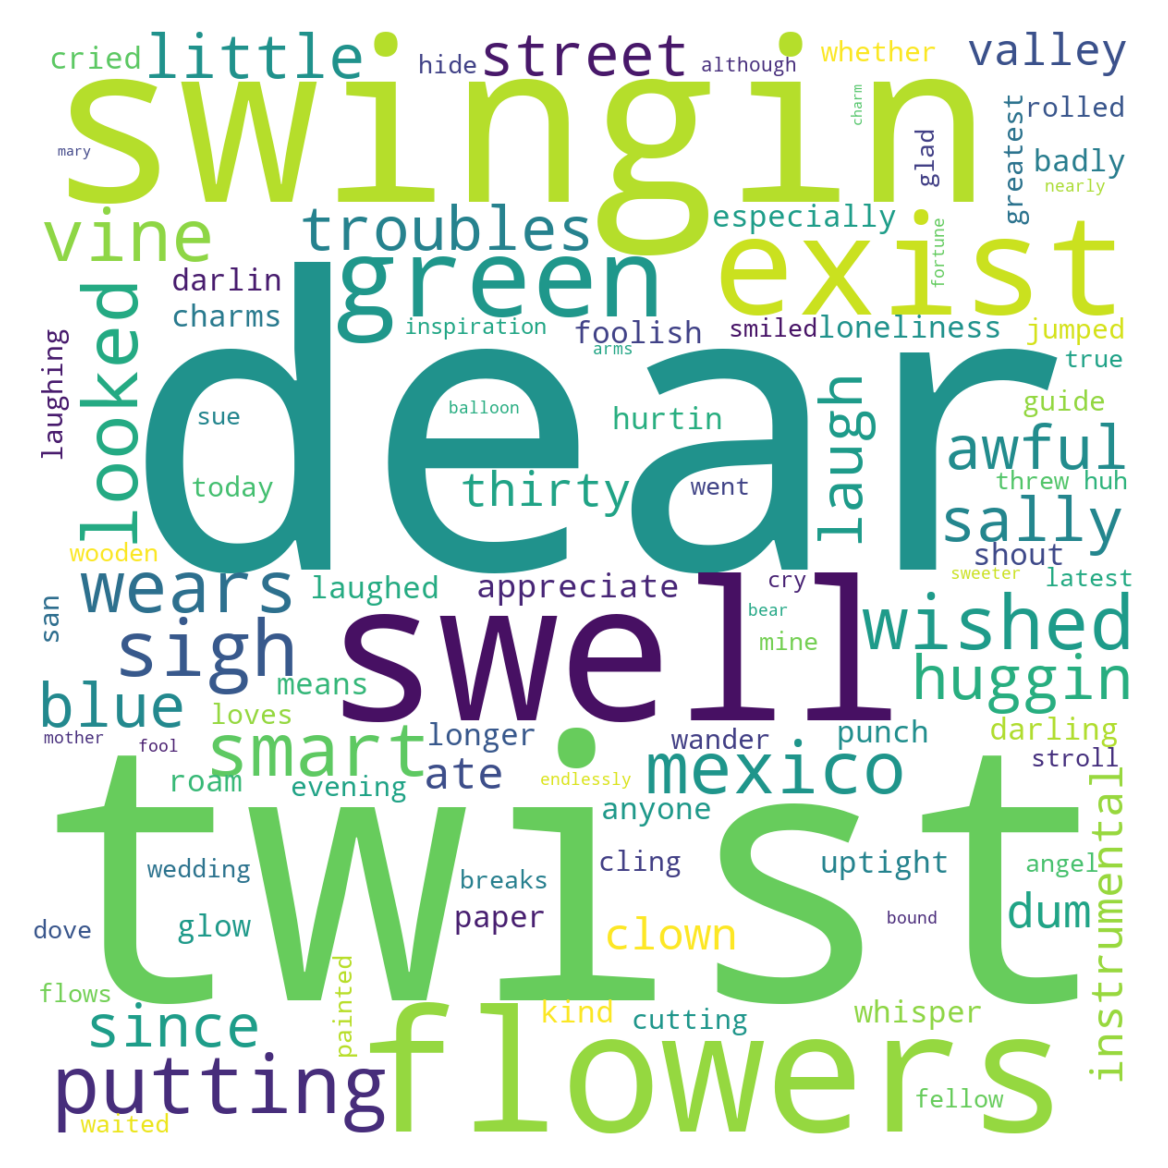 cried
little
hide
street
although
whether
valley
swingin
charm
greatest
rolled
mary
glad
badly
nearly
vine
troubles
especially
exist
fortune
green
darlin
charms
looked
laughing
inspiration
foolish
arms
smiled
loneliness
jumped
true
dear
sue
balloon
hurtin
laugh
guide
awful
today
thirty
went
threw
huh
sally
wooden
shout
wears
laughed
appreciate
cry
sweeter
latest
san
sigh
swell
bear
mine
wished
huggin
blue
means
loves
mother
fool
smart
longer
wander
punch
darling
stroll
roam
evening
ate
endlessly
mexico
instrumental
twist
anyone
wedding
breaks
cling
uptight
angel
dove
glow
paper
clown
bound
dum
flows
painted
since
kind
cutting
whisper
putting
flowers
fellow
waited